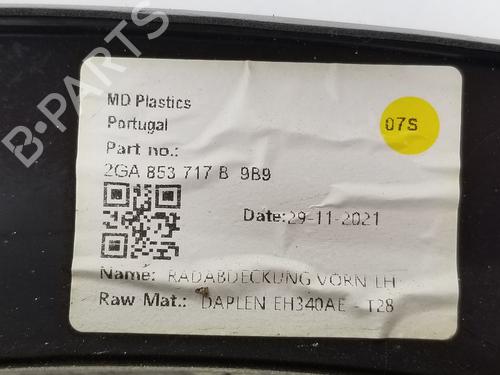 MD Plastics
Portugal
07S
Part no.:
2GA 853 717 B 9B9
Date:29-11-2021
Name: RADABDECKUNG VORN LH
Raw Mat.: DAPLEN EH340AE - T28
B-PARTS